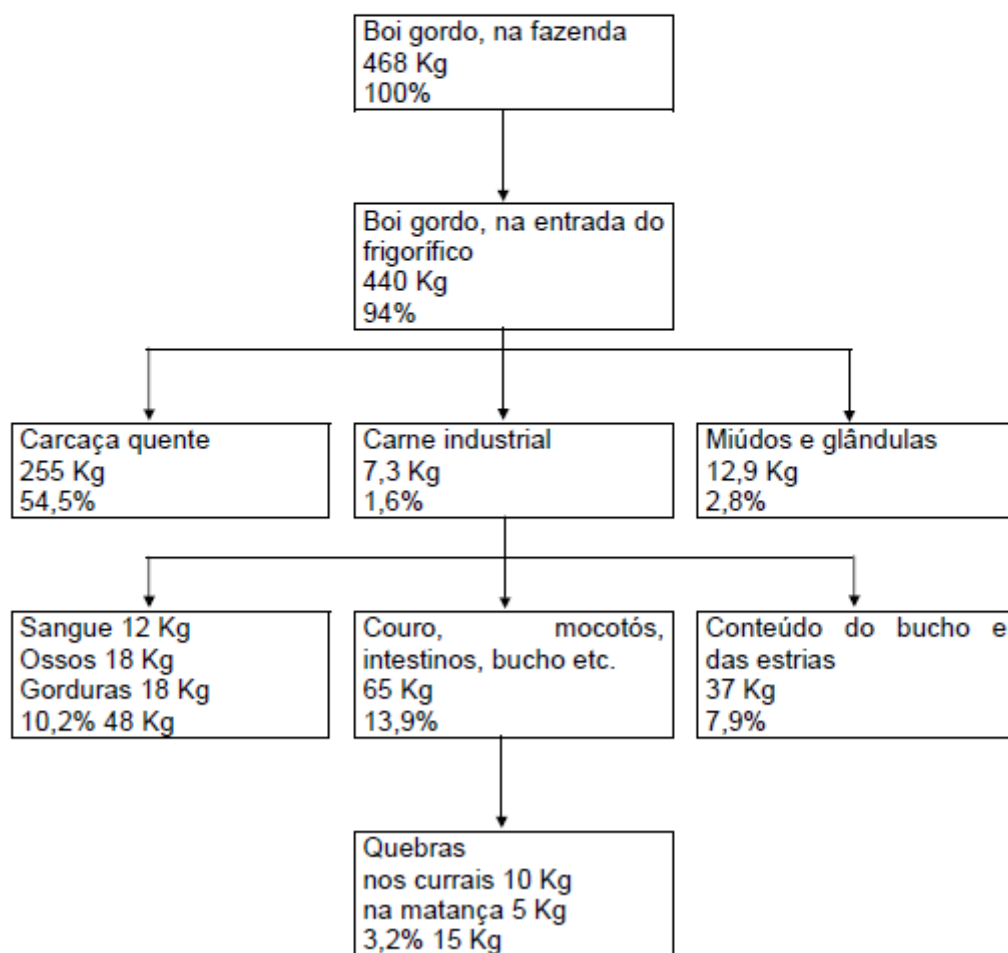 Boi gordo, na fazenda
468 Kg
100%
Boi gordo, na entrada do
frigorífico
440 Kg
94%
Carcaça quente
255 Kg
54,5%
Carne industrial
7,3 Kg
1,6%
Miúdos e glândulas
12,9 Kg
2,8%
Sangue 12 Kg
Ossos 18 Kg
Gorduras 18 Kg
10,2% 48 Kg
Couro, mocotós,
intestinos, bucho etc.
65 Kg
13,9%
Conteúdo do bucho e
das estrias
37 Kg
7,9%
Quebras
nos currais 10 Kg
na matança 5 Kg
3,2% 15 Kg